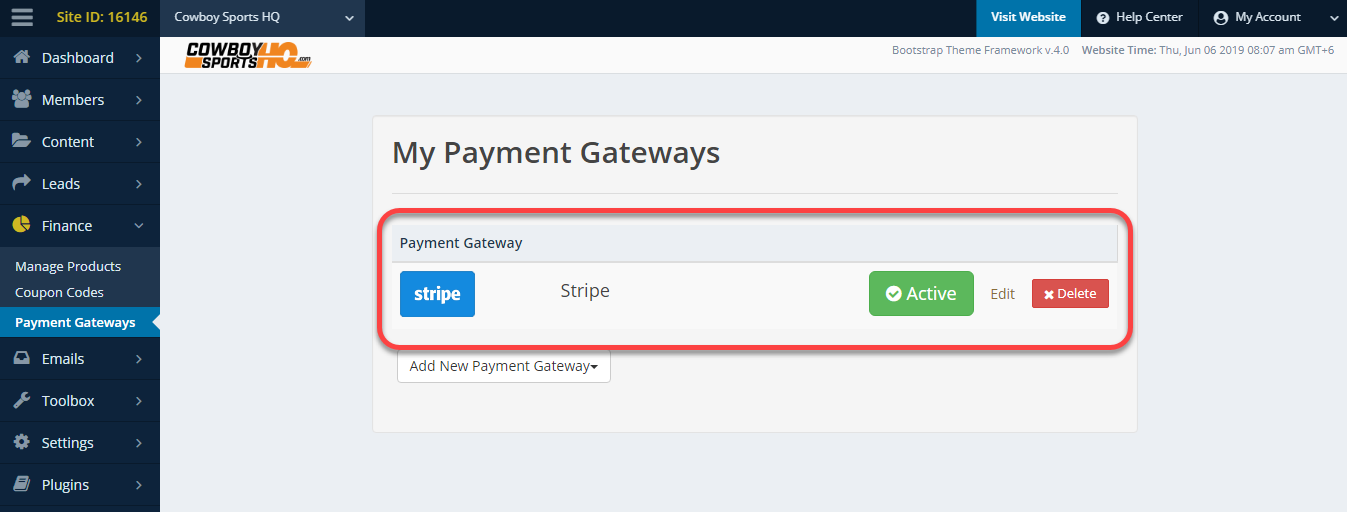 Site ID: 16146
Cowboy Sports HQ
Visit Website
Help Center
My Account
Dashboard
Members
Content
Leads
Finance
Manage Products
Coupon Codes
Payment Gateways
Emails
Toolbox
Settings
Plugins
COWBOY
SPORTS
HQ
.com
Bootstrap Theme Framework v.4.0
Website Time: Thu, Jun 06 2019 08:07 am GMT+6
My Payment Gateways
Payment Gateway
stripe
Stripe
Active
Edit
Delete
Add New Payment Gateway